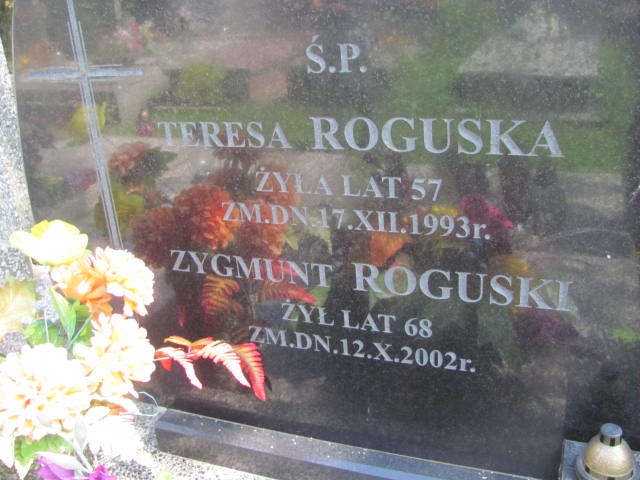 Ś.P.
TERESA ROGUSKA
ŻYŁA LAT 57
ZM.DN.17.XII.1993r.
ZYGMUNT ROGUSKI
ŻYŁ LAT 68
ZM.DN.12.X.2002r.